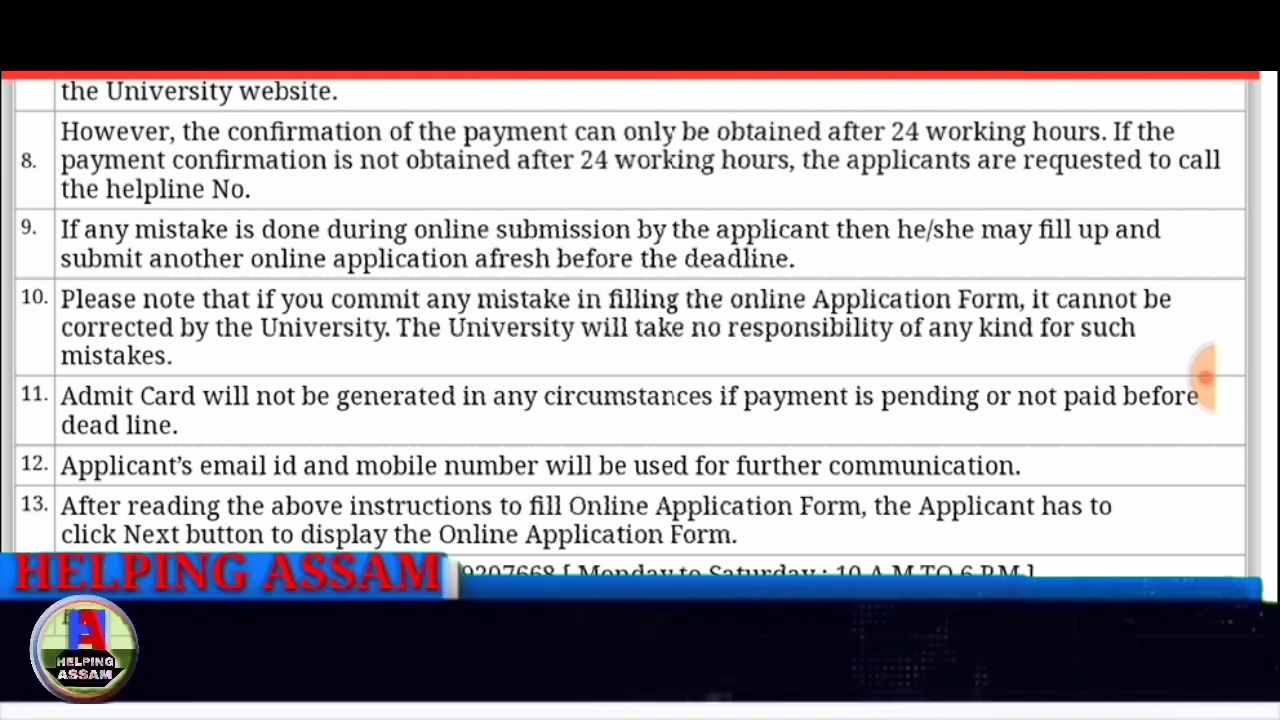 the University website.
8. However, the confirmation of the payment can only be obtained after 24 working hours. If the
payment confirmation is not obtained after 24 working hours, the applicants are requested to call
the helpline No.
9. If any mistake is done during online submission by the applicant then he/she may fill up and
submit another online application afresh before the deadline.
10. Please note that if you commit any mistake in filling the online Application Form, it cannot be
corrected by the University. The University will take no responsibility of any kind for such
mistakes.
11. Admit Card will not be generated in any circumstances if payment is pending or not paid before
dead line.
12. Applicant's email id and mobile number will be used for further communication.
13. After reading the above instructions to fill Online Application Form, the Applicant has to
click Next button to display the Online Application Form.
[ Monday to Saturday : 10 A.M TO 6 P.M ]
HELPING ASSAM
HA
HELPING
ASSAM